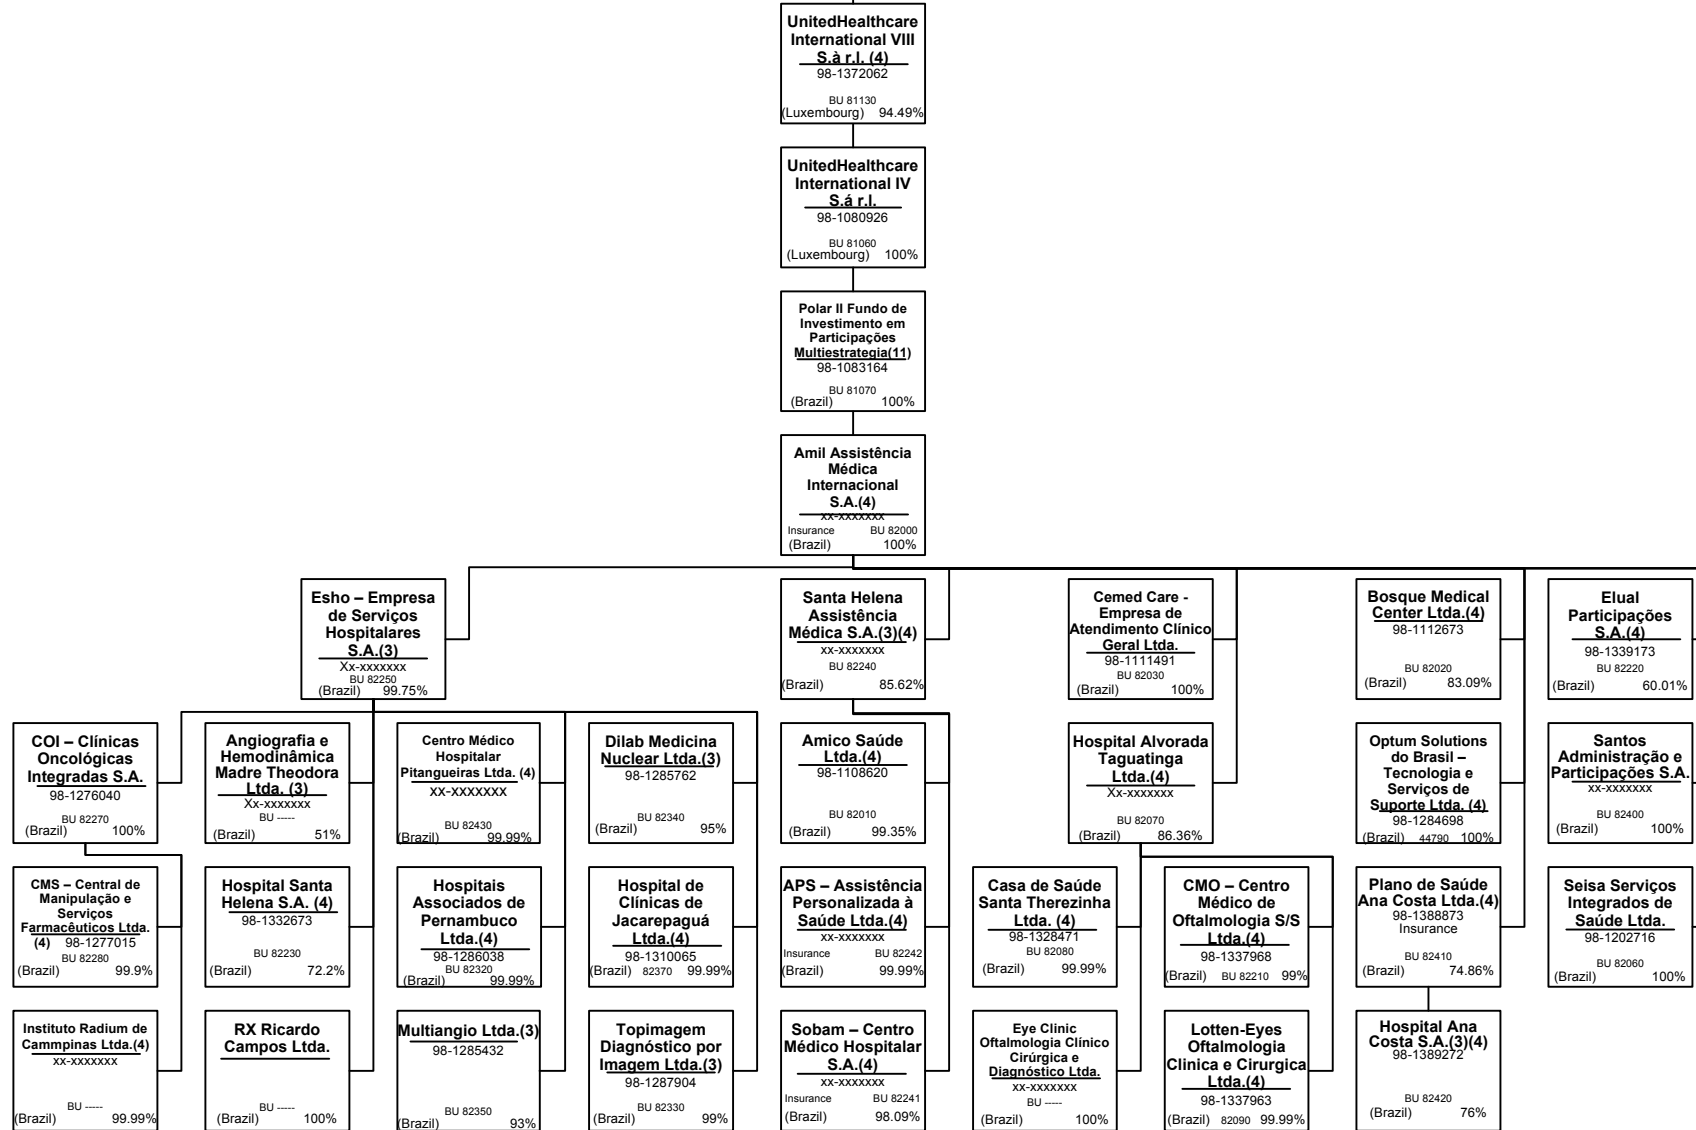 UnitedHealthcare
International VIII
S.à r.l. (4)
98-1372062
BU 81130
(Luxembourg) 94.49%
UnitedHealthcare
International IV
S.á r.l.
98-1080926
BU 81060
(Luxembourg) 100%
Polar II Fundo de
Investimento em
Participações
Multiestrategia(11)
98-1083164
BU 81070
(Brazil) 100%
Amil Assistência
Médica
Internacional
S.A.(4)
xx-xxxxxxx
Insurance BU 82000
(Brazil) 100%
Esho – Empresa
de Serviços
Hospitalares
S.A.(3)
Xx-xxxxxxx
BU 82250
(Brazil) 99.75%
Santa Helena
Assistência
Médica S.A.(3)(4)
xx-xxxxxxx
BU 82240
(Brazil) 85.62%
Cemed Care -
Empresa de
Atendimento Clínico
Geral Ltda.
98-1111491
BU 82030
(Brazil) 100%
Bosque Medical
Center Ltda.(4)
98-1112673
BU 82020
(Brazil) 83.09%
Elual
Participações
S.A.(4)
98-1339173
BU 82220
(Brazil) 60.01%
COI – Clínicas
Oncológicas
Integradas S.A.
98-1276040
BU 82270
(Brazil) 100%
Angiografia e
Hemodinâmica
Madre Theodora
Ltda. (3)
Xx-xxxxxxx
BU -----
(Brazil) 51%
Centro Médico
Hospitalar
Pitangueiras Ltda. (4)
xx-xxxxxxx
BU 82430
(Brazil) 99.99%
Dilab Medicina
Nuclear Ltda.(3)
98-1285762
BU 82340
(Brazil) 95%
Amico Saúde
Ltda.(4)
98-1108620
BU 82010
(Brazil) 99.35%
Hospital Alvorada
Taguatinga
Ltda.(4)
Xx-xxxxxxx
BU 82070
(Brazil) 86.36%
Optum Solutions
do Brasil –
Tecnologia e
Serviços de
Suporte Ltda. (4)
98-1284698
(Brazil) 44790 100%
Santos
Administração e
Participações S.A.
xx-xxxxxxx
BU 82400
(Brazil) 100%
CMS – Central de
Manipulação e
Serviços
Farmacêuticos Ltda.
(4) 98-1277015
BU 82280
(Brazil) 99.9%
Hospital Santa
Helena S.A. (4)
98-1332673
BU 82230
(Brazil) 72.2%
Hospitais
Associados de
Pernambuco
Ltda.(4)
98-1286038
BU 82320
(Brazil) 99.99%
Hospital de
Clínicas de
Jacarepaguá
Ltda.(4)
98-1310065
(Brazil) 82370 99.99%
APS – Assistência
Personalizada à
Saúde Ltda.(4)
xx-xxxxxxx
Insurance BU 82242
(Brazil) 99.99%
Casa de Saúde
Santa Therezinha
Ltda. (4)
98-1328471
BU 82080
(Brazil) 99.99%
CMO – Centro
Médico de
Oftalmologia S/S
Ltda.(4)
98-1337968
(Brazil) BU 82210 99%
Plano de Saúde
Ana Costa Ltda.(4)
98-1388873
Insurance
BU 82410
(Brazil) 74.86%
Seisa Serviços
Integrados de
Saúde Ltda.
98-1202716
BU 82060
(Brazil) 100%
Instituto Radium de
Cammpinas Ltda.(4)
xx-xxxxxxx
BU -----
(Brazil) 99.99%
RX Ricardo
Campos Ltda.
BU -----
(Brazil) 100%
Multiangio Ltda.(3)
98-1285432
BU 82350
(Brazil) 93%
Topimagem
Diagnóstico por
Imagem Ltda.(3)
98-1287904
BU 82330
(Brazil) 99%
Sobam – Centro
Médico Hospitalar
S.A.(4)
xx-xxxxxxx
Insurance BU 82241
(Brazil) 98.09%
Eye Clinic
Oftalmologia Clínico
Cirúrgica e
Diagnóstico Ltda.
xx-xxxxxxx
BU -----
(Brazil) 100%
Lotten-Eyes
Oftalmologia
Clinica e Cirurgica
Ltda.(4)
98-1337963
(Brazil) 82090 99.99%
Hospital Ana
Costa S.A.(3)(4)
98-1389272
BU 82420
(Brazil) 76%